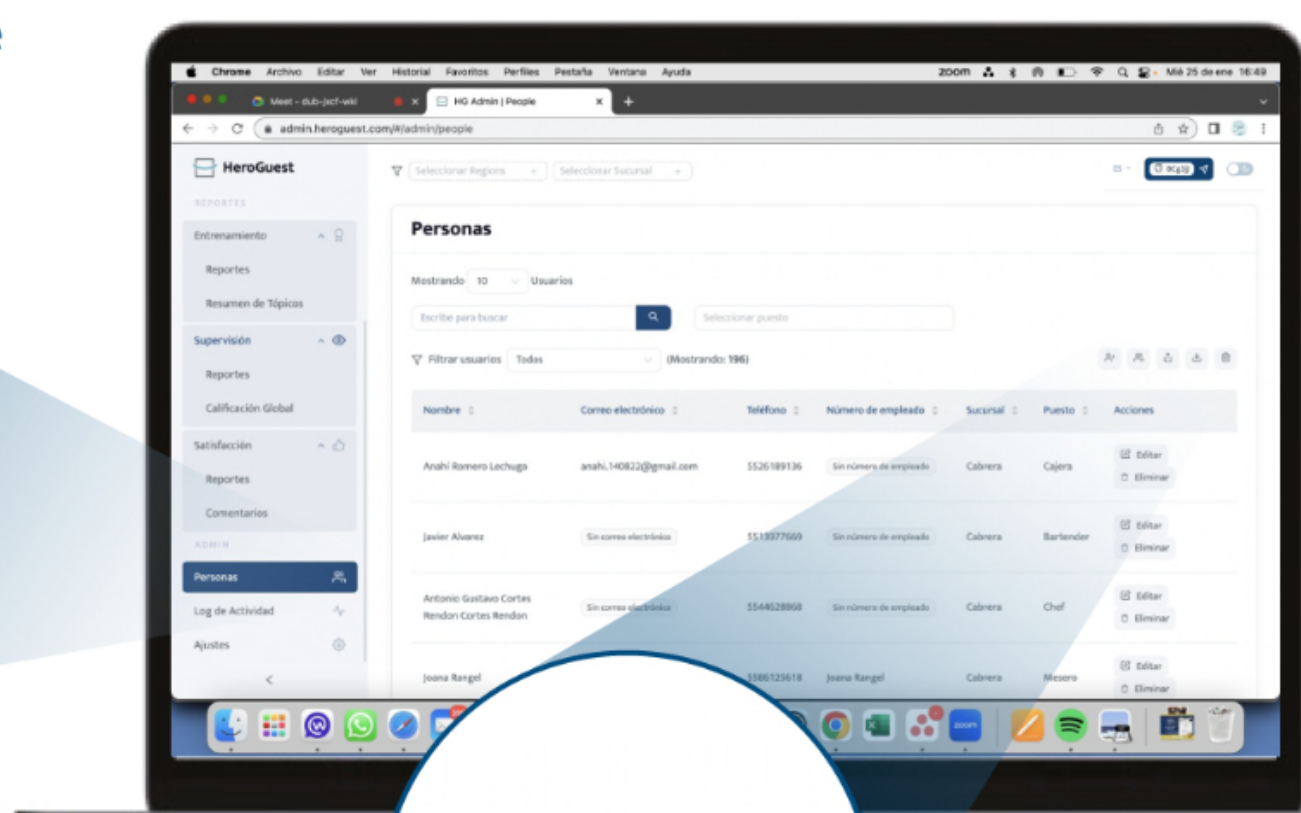 Chrome Archivo Editar Ver Historial Favoritos Perfiles Pestaña Ventana Ayuda
zoom
Mié 25 de ene 16:49
Meet - dub-jxcf-wki
HG Admin | People
admin.heroguest.com/#/admin/people
HeroGuest
Seleccionar Regions +
Seleccionar Sucursal +
ES
REPORTES
Entrenamiento
Reportes
Resumen de Tópicos
Supervisión
Reportes
Calificación Global
Satisfacción
Reportes
Comentarios
ADMIN
Personas
Log de Actividad
Ajustes
Personas
Mostrando 10 Usuarios
Escribe para buscar
Seleccionar puesto
Filtrar usuarios Todos (Mostrando: 196)
Nombre Correo electrónico Teléfono Número de empleado Sucursal Puesto Acciones
Anahí Romero Lechuga anahi.140822@gmail.com 5526189136 Sin número de empleado Cabrera Cajera Editar
Eliminar
Javier Alvarez Sin correo electrónico 5513977669 Sin número de empleado Cabrera Bartender Editar
Eliminar
Antonio Gustavo Cortes
Rendon Cortes Rendon Sin correo electrónico 5544628868 Sin número de empleado Cabrera Chef Editar
Eliminar
Joana Rangel 5586125618 Joana Rangel Cabrera Mesero Editar
Eliminar
zoom